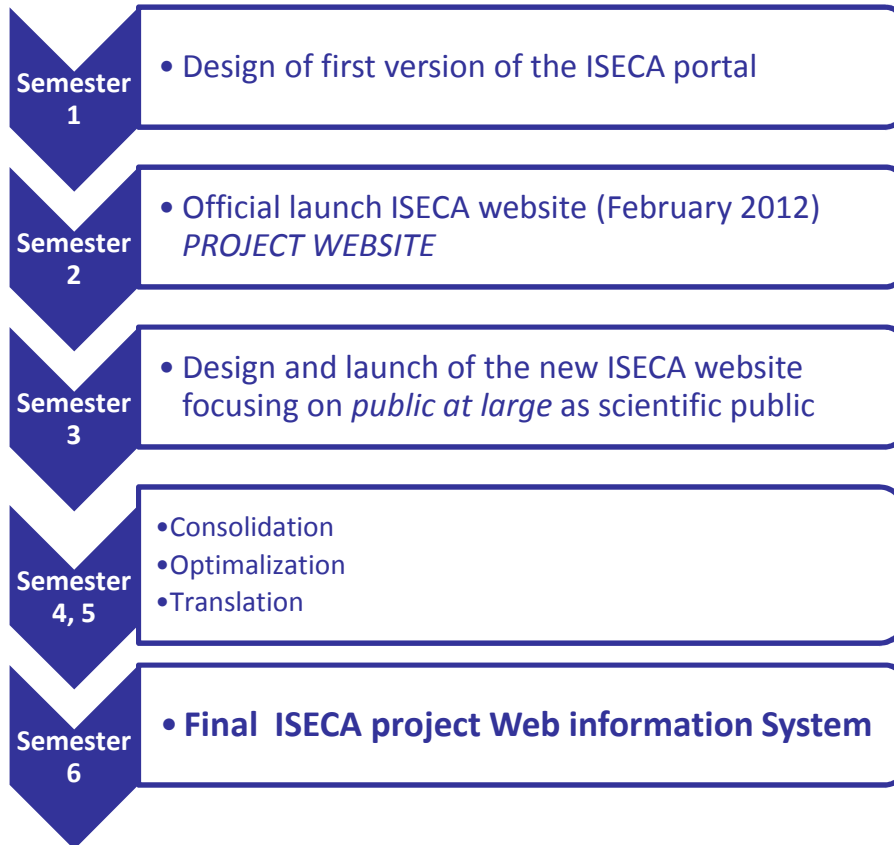 Semester
1
• Design of first version of the ISECA portal
Semester
2
• Official launch ISECA website (February 2012)
PROJECT WEBSITE
Semester
3
• Design and launch of the new ISECA website
focusing on public at large as scientific public
Semester
4, 5
•Consolidation
•Optimalization
•Translation
Semester
6
• Final ISECA project Web information System